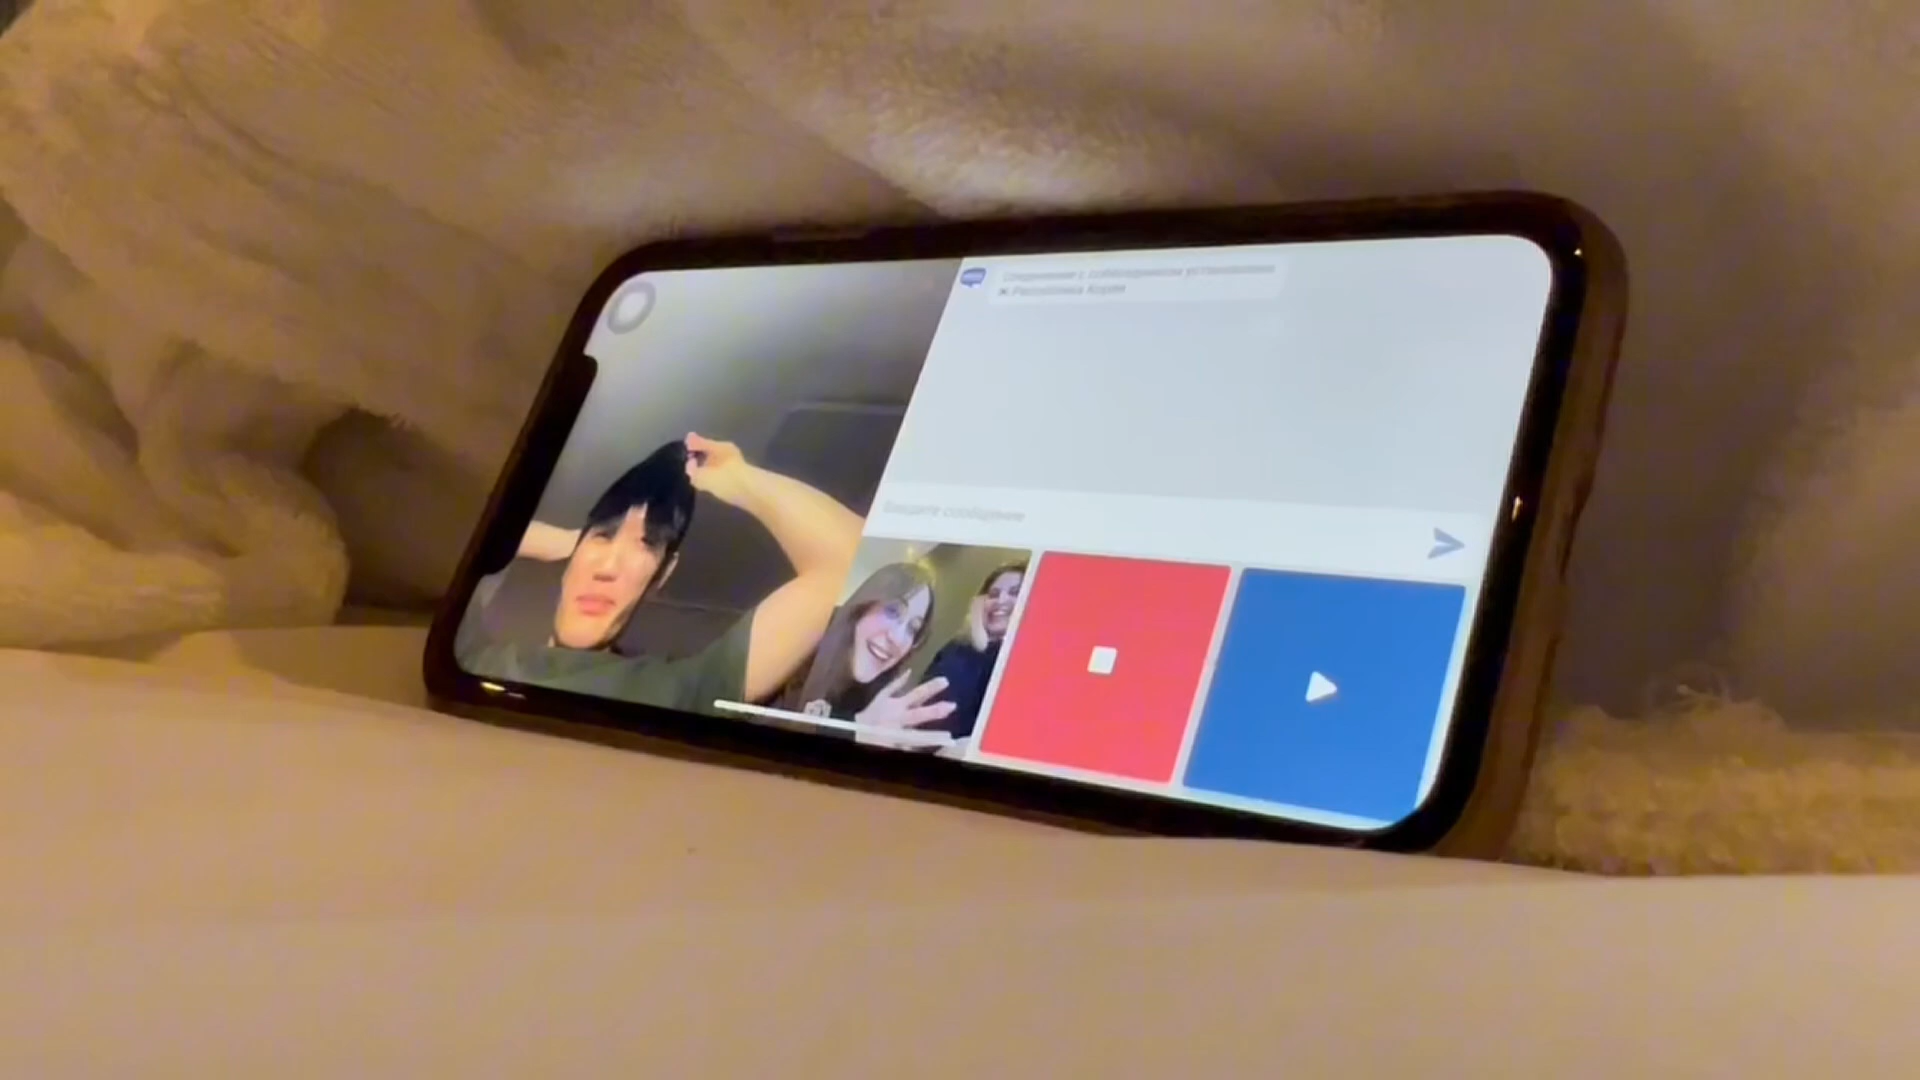 Соединение с собеседником установлено
Республика Корея
Введите сообщение